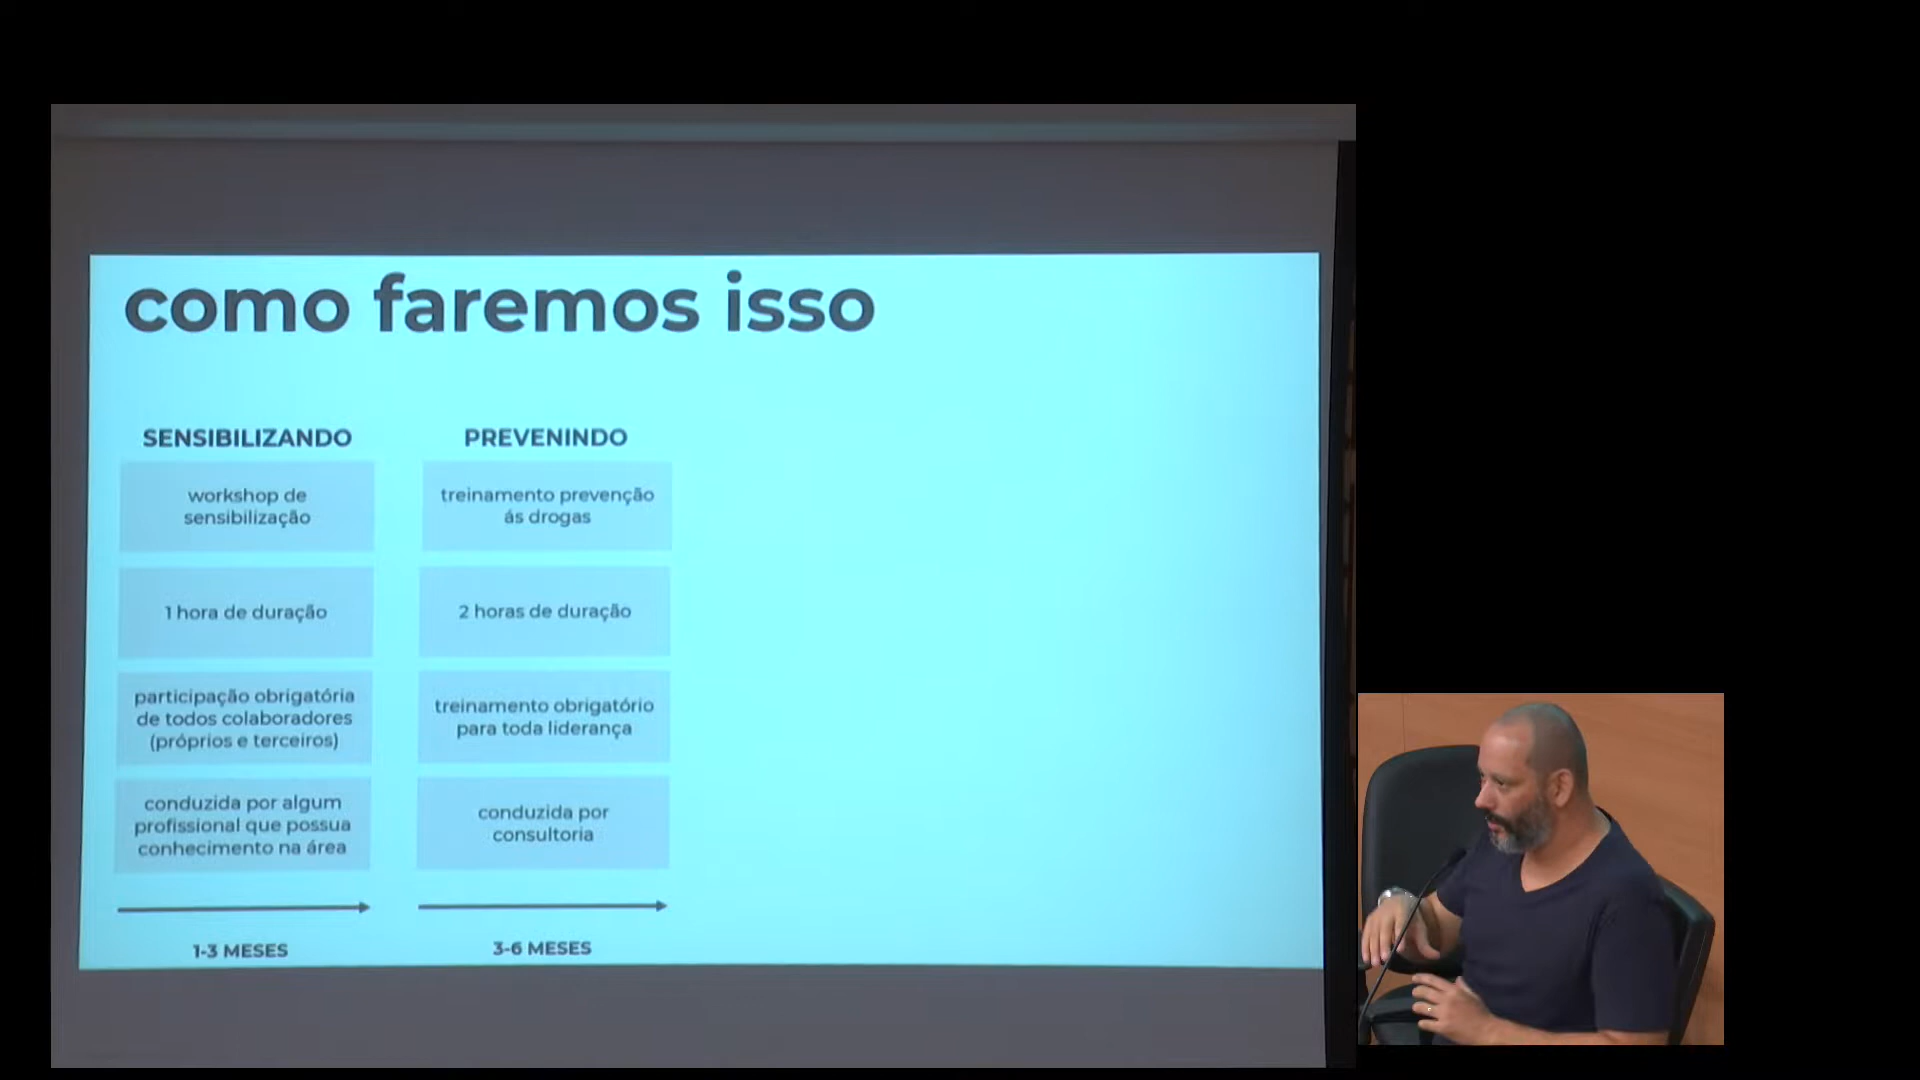 como faremos isso
SENSIBILIZANDO
workshop de
sensibilização
1 hora de duração
participação obrigatória
de todos colaboradores
(próprios e terceiros)
conduzida por algum
profissional que possua
conhecimento na área
1-3 MESES
PREVENINDO
treinamento prevenção
ás drogas
2 horas de duração
treinamento obrigatório
para toda liderança
conduzida por
consultoria
3-6 MESES